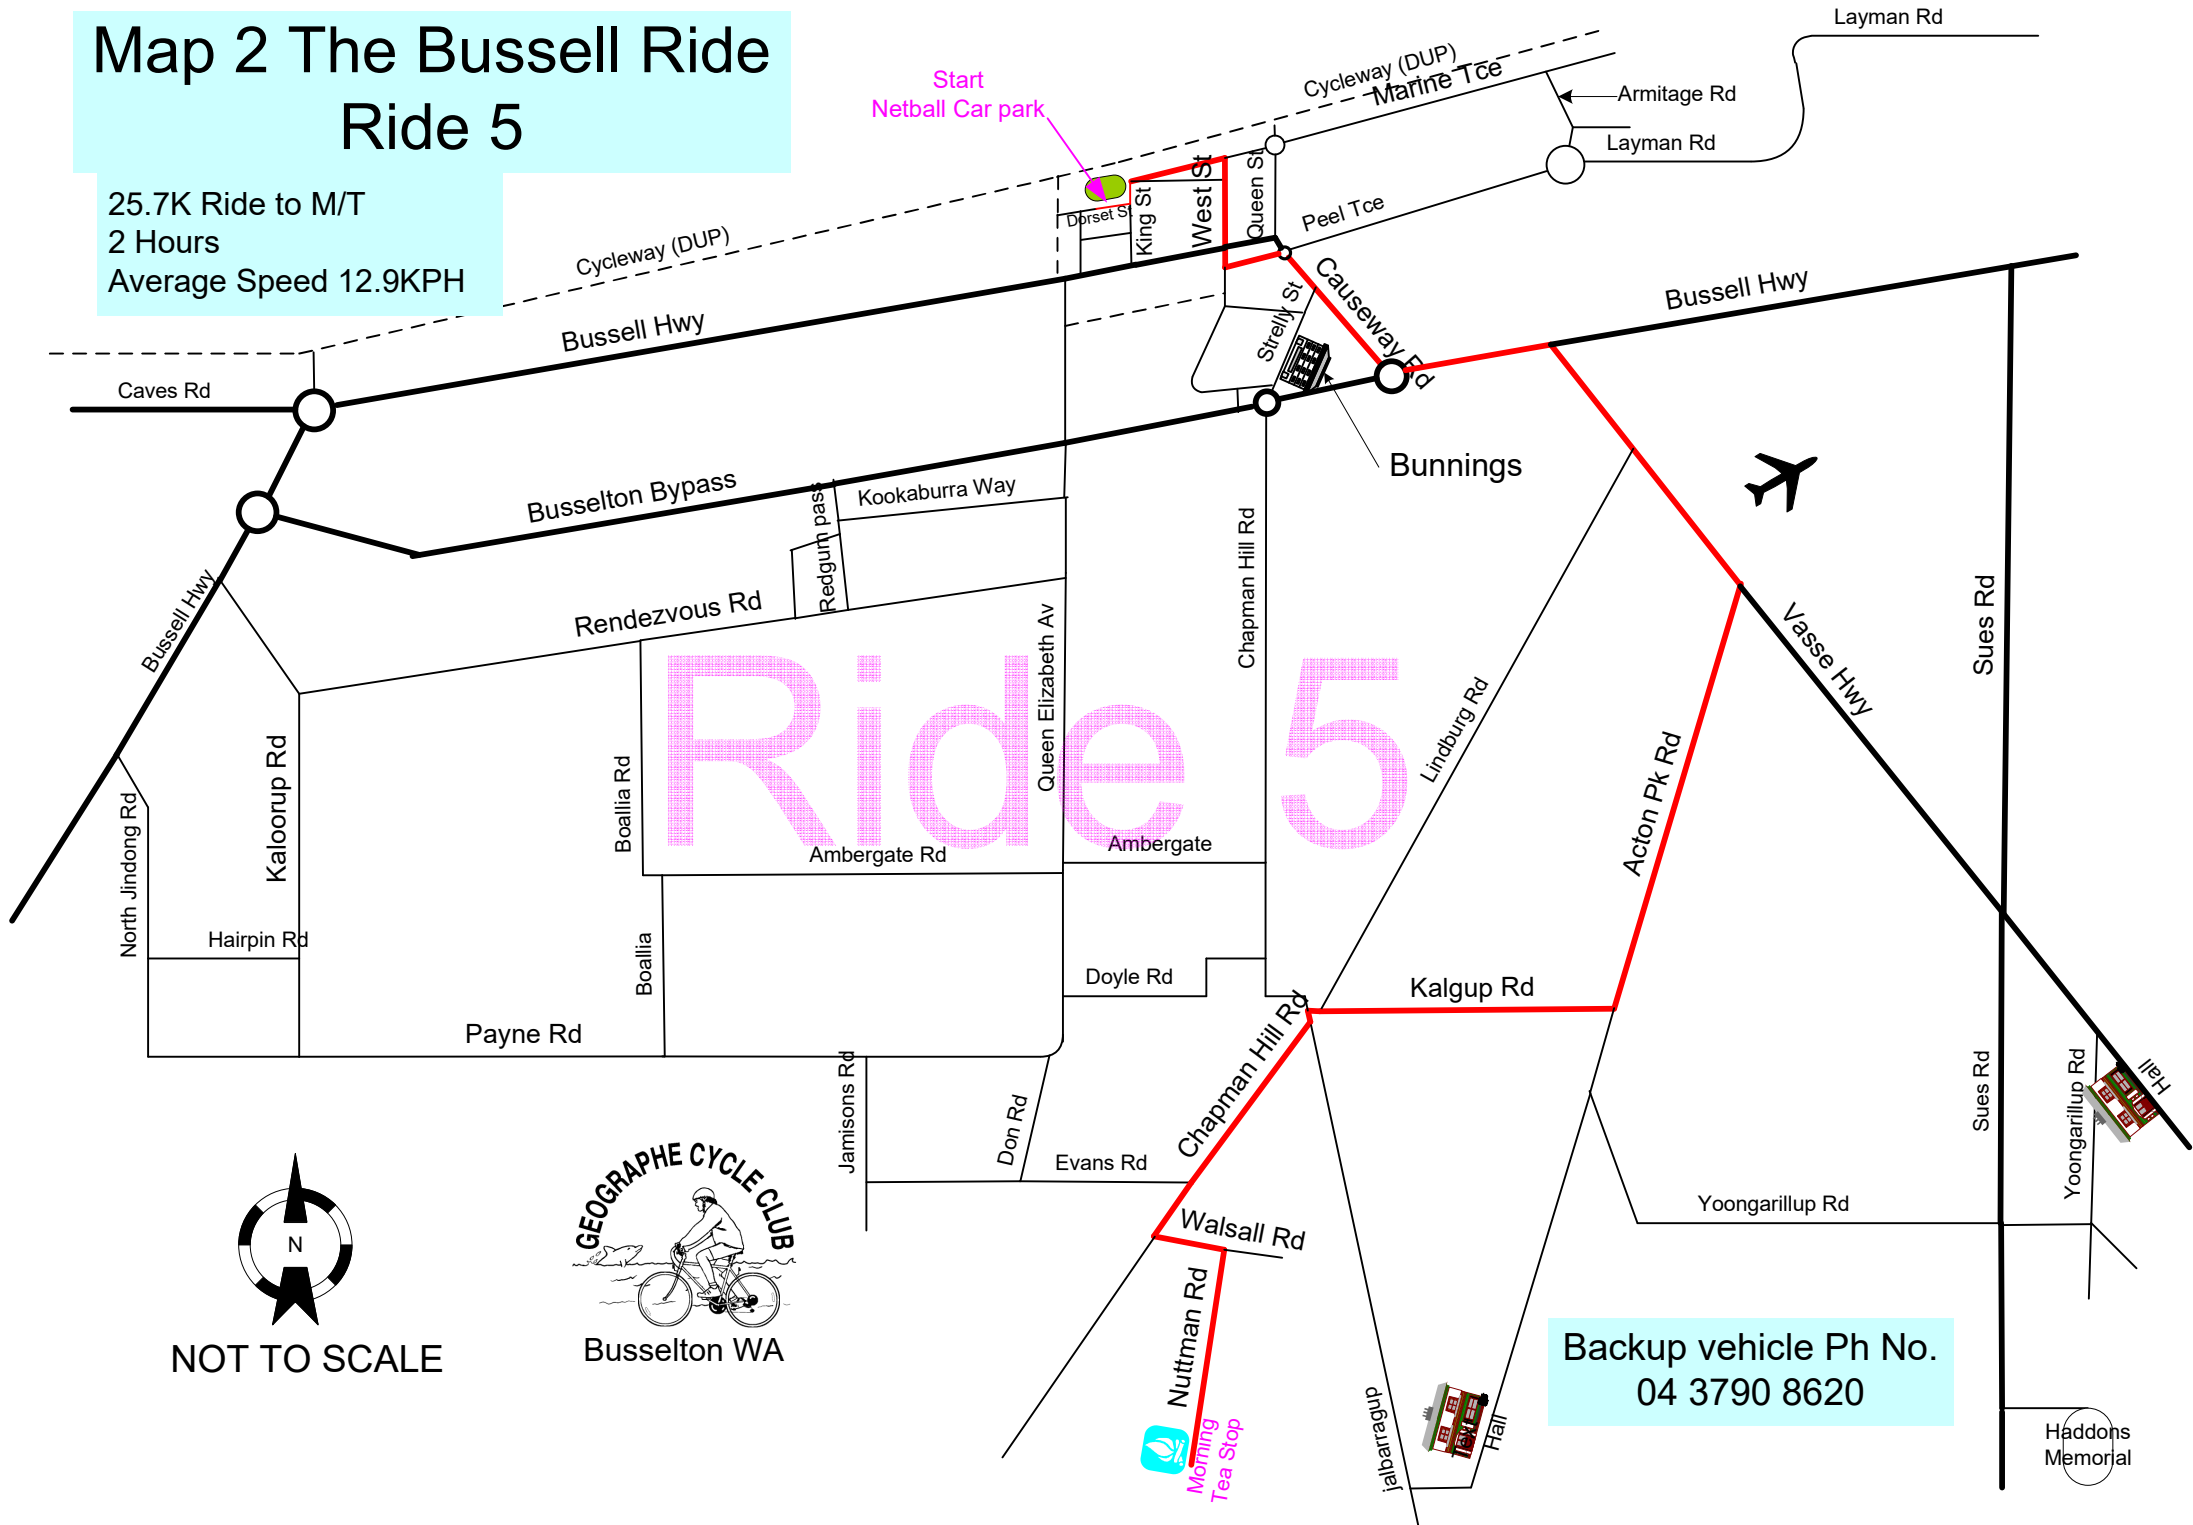 Map 2 The Bussell Ride
Ride 5
25.7K Ride to M/T
2 Hours
Average Speed 12.9KPH
Start
Netball Car park
Layman Rd
Cycleway (DUP)
Marine Tce
Armitage Rd
Layman Rd
Dorset St
King St
West St
Queen St
Peel Tce
Cycleway (DUP)
Bussell Hwy
Causeway Rd
Strelly St
Bussell Hwy
Caves Rd
Bunnings
Busselton Bypass
Redgum pass
Kookaburra Way
Chapman Hill Rd
Bussell Hwy
Rendezvous Rd
Queen Elizabeth Av
Sues Rd
Vasse Hwy
Ride 5
Lindburg Rd
Acton Pk Rd
Kaloorup Rd
Boallia Rd
North Jindong Rd
Ambergate Rd
Ambergate
Hairpin Rd
Boallia
Doyle Rd
Kalgup Rd
Payne Rd
Chapman Hill Rd
Jamisons Rd
Don Rd
Evans Rd
Sues Rd
Yoongarillup Rd
Hall
Yoongarillup Rd
Walsall Rd
Nuttman Rd
N
NOT TO SCALE
GEOGRAPHE CYCLE CLUB
Busselton WA
Morning
Tea Stop
jalbarragup
Text
Hall
Backup vehicle Ph No.
04 3790 8620
Haddons
Memorial